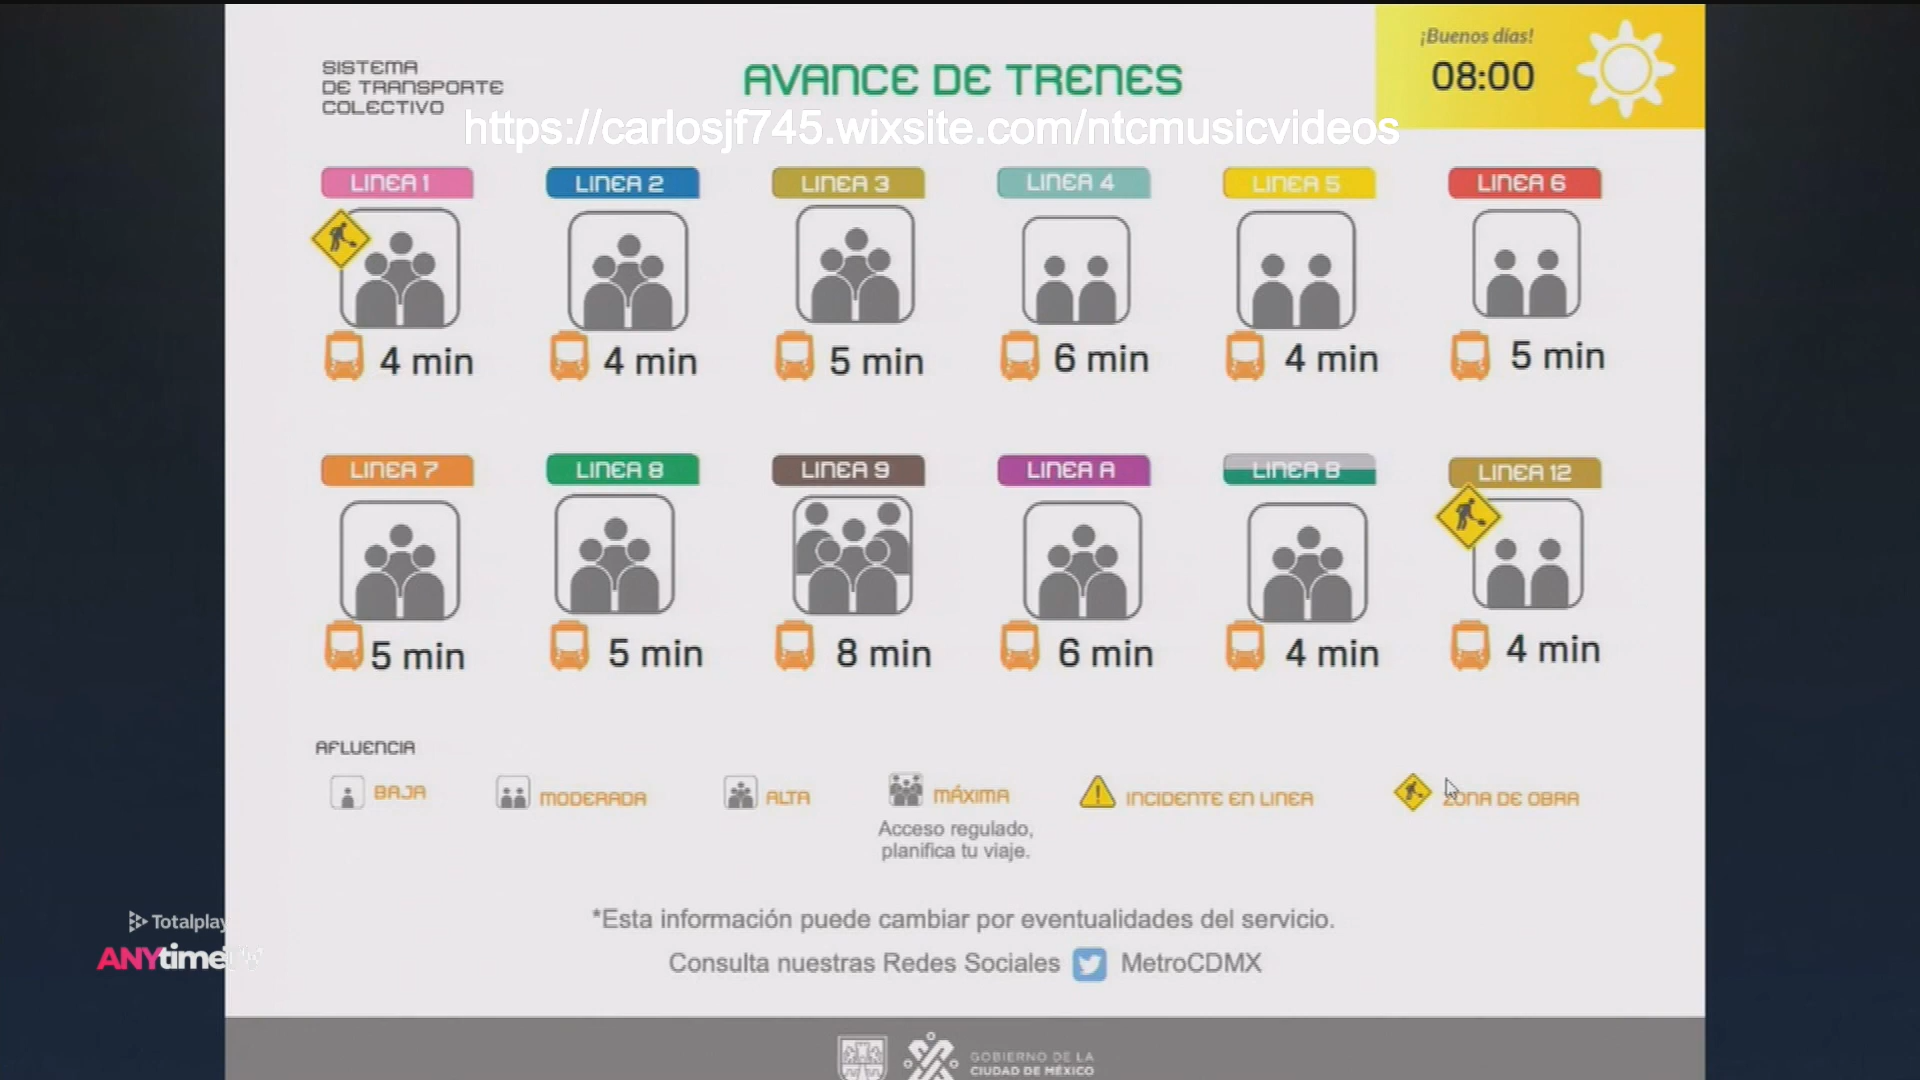 SISTEMA
DE TRANSPORTE
COLECTIVO
AVANCE DE TRENES
¡Buenos días!
08:00
https://carlosjf745.wixsite.com/ntcmusicvideos
LINEA 1
LINEA 2
LINEA 3
LINEA 4
LINEA 5
LINEA 6
4 min
4 min
5 min
6 min
4 min
5 min
LINEA 7
LINEA 8
LINEA 9
LINEA A
LINEA B
LINEA 12
5 min
5 min
8 min
6 min
4 min
4 min
AFLUENCIA
BAJA
MODERADA
ALTA
MÁXIMA
Acceso regulado,
planifica tu viaje.
INCIDENTE EN LINEA
ZONA DE OBRA
*Esta información puede cambiar por eventualidades del servicio.
Consulta nuestras Redes Sociales MetroCDMX
Totalplay
ANYtime
GOBIERNO DE LA
CIUDAD DE MÉXICO